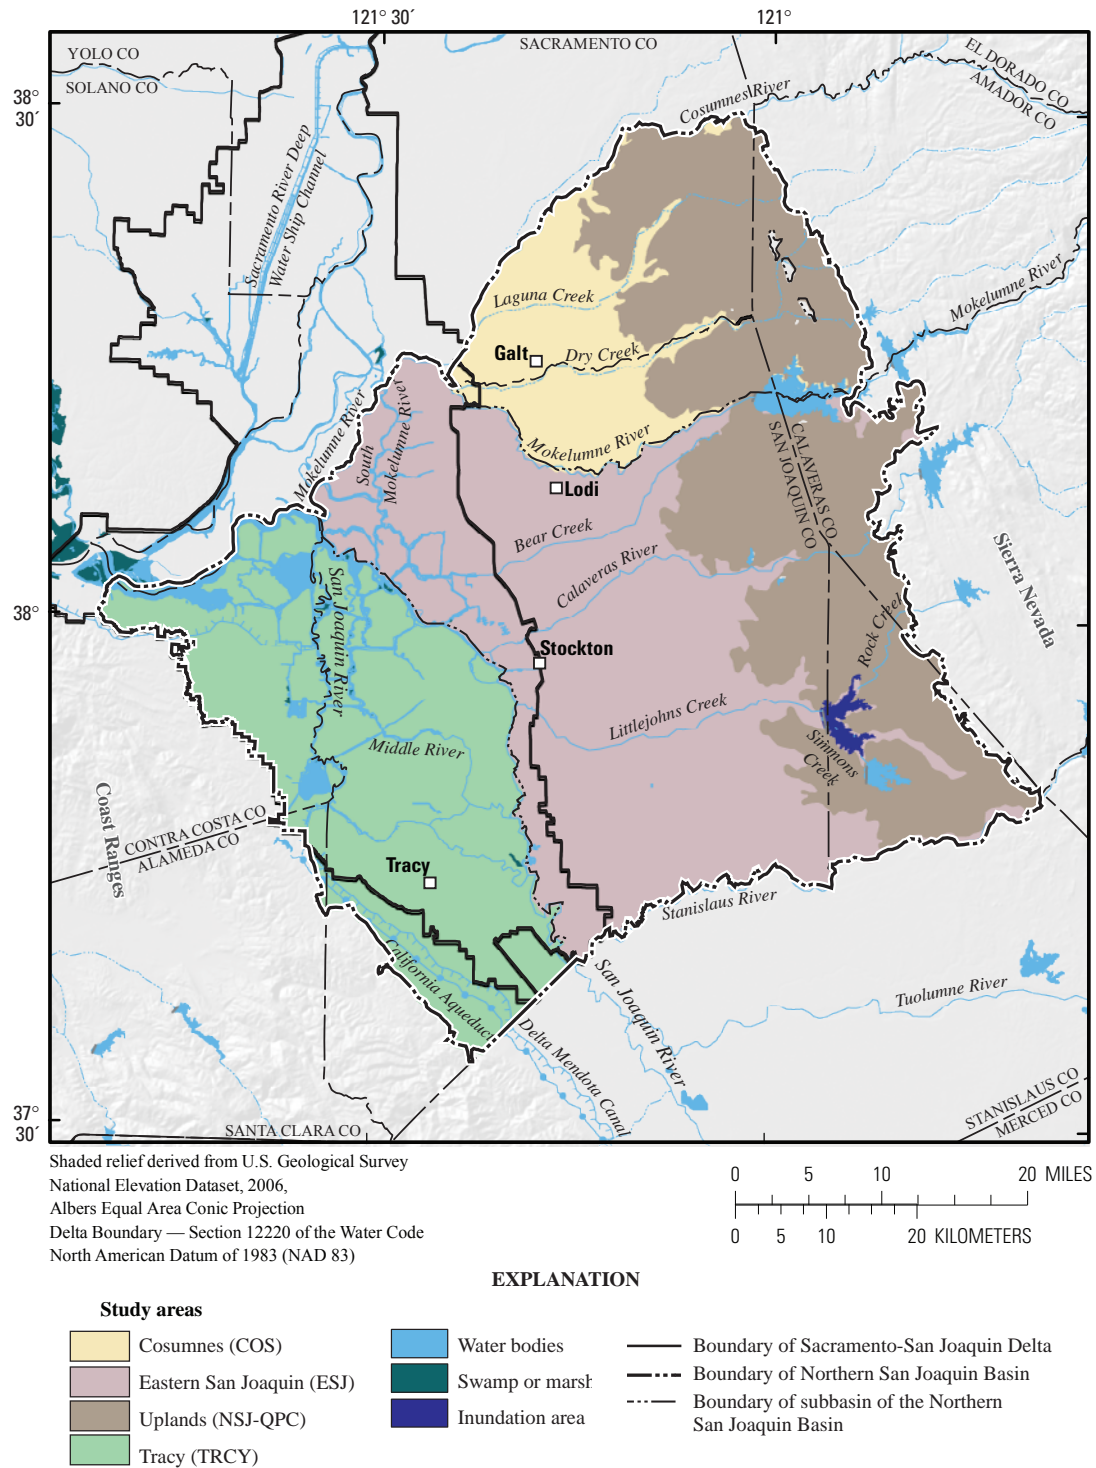 121° 30′
121°
YOLO CO
SOLANO CO
SACRAMENTO CO
EL DORADO CO
AMADOR CO
38°
30′
Cosumnes River
Sacramento River Deep
Water Ship Channel
Mokelumne River
Laguna Creek
Galt
Dry Creek
Mokelumne River
South
Mokelumne River
Mokelumne River
CALAVERAS CO
SAN JOAQUIN CO
Lodi
Bear Creek
Calaveras River
Sierra Nevada
38°
San Joaquin River
Rock Creek
Stockton
Littlejohns Creek
Simmons
Creek
Middle River
Coast Ranges
CONTRA COSTA CO
ALAMEDA CO
Tracy
Stanislaus River
California Aqueduct
San Joaquin River
Tuolumne River
Delta Mendota Canal
STANISLAUS CO
MERCED CO
37°
30′
SANTA CLARA CO
Shaded relief derived from U.S. Geological Survey
National Elevation Dataset, 2006,
Albers Equal Area Conic Projection
Delta Boundary — Section 12220 of the Water Code
North American Datum of 1983 (NAD 83)
0 5 10 20 MILES
0 5 10 20 KILOMETERS
EXPLANATION
Study areas
Cosumnes (COS)
Eastern San Joaquin (ESJ)
Uplands (NSJ-QPC)
Tracy (TRCY)
Water bodies
Swamp or marsh
Inundation area
Boundary of Sacramento-San Joaquin Delta
Boundary of Northern San Joaquin Basin
Boundary of subbasin of the Northern
San Joaquin Basin